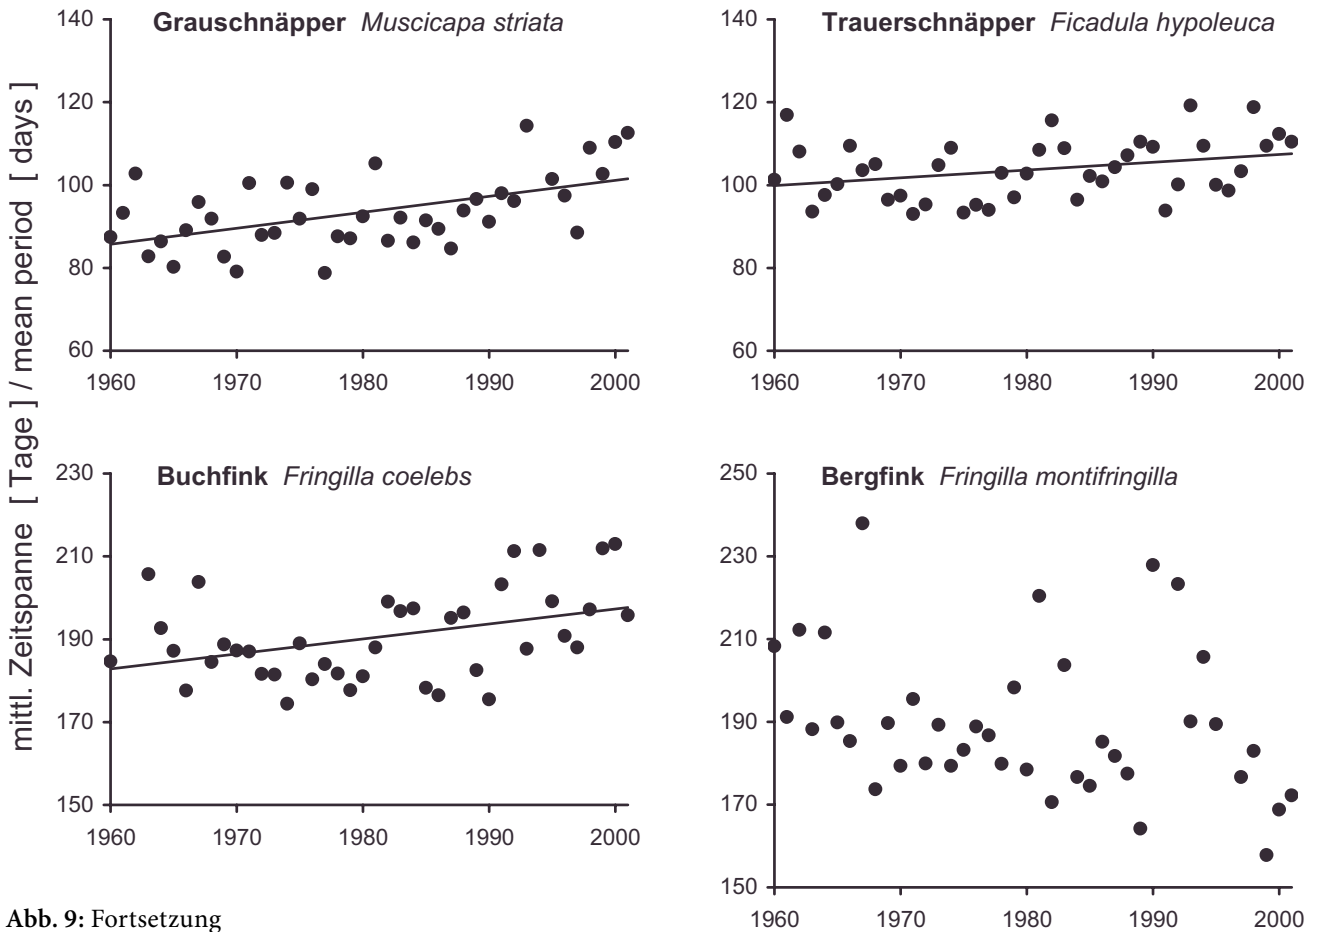 mittl. Zeitspanne [ Tage ] / mean period [ days ]
Grauschnäpper Muscicapa striata
140
120
100
80
60
1960 1970 1980 1990 2000
Trauerschnäpper Ficadula hypoleuca
140
120
100
80
60
1960 1970 1980 1990 2000
Buchfink Fringilla coelebs
230
210
190
170
150
1960 1970 1980 1990 2000
Bergfink Fringilla montifringilla
250
230
210
190
170
150
1960 1970 1980 1990 2000
Abb. 9: Fortsetzung